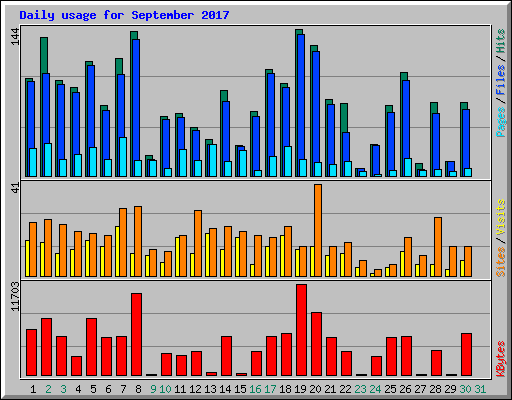 Daily usage for September 2017
144
Pages / Files / Hits
41
Sites / Visits
11703
KBytes
1 2 3 4 5 6 7 8 9 10 11 12 13 14 15 16 17 18 19 20 21 22 23 24 25 26 27 28 29 30 31